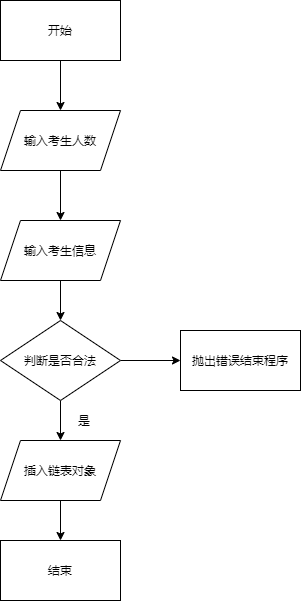 开始
输入考生人数
输入考生信息
判断是否合法
抛出错误结束程序
是
插入链表对象
结束